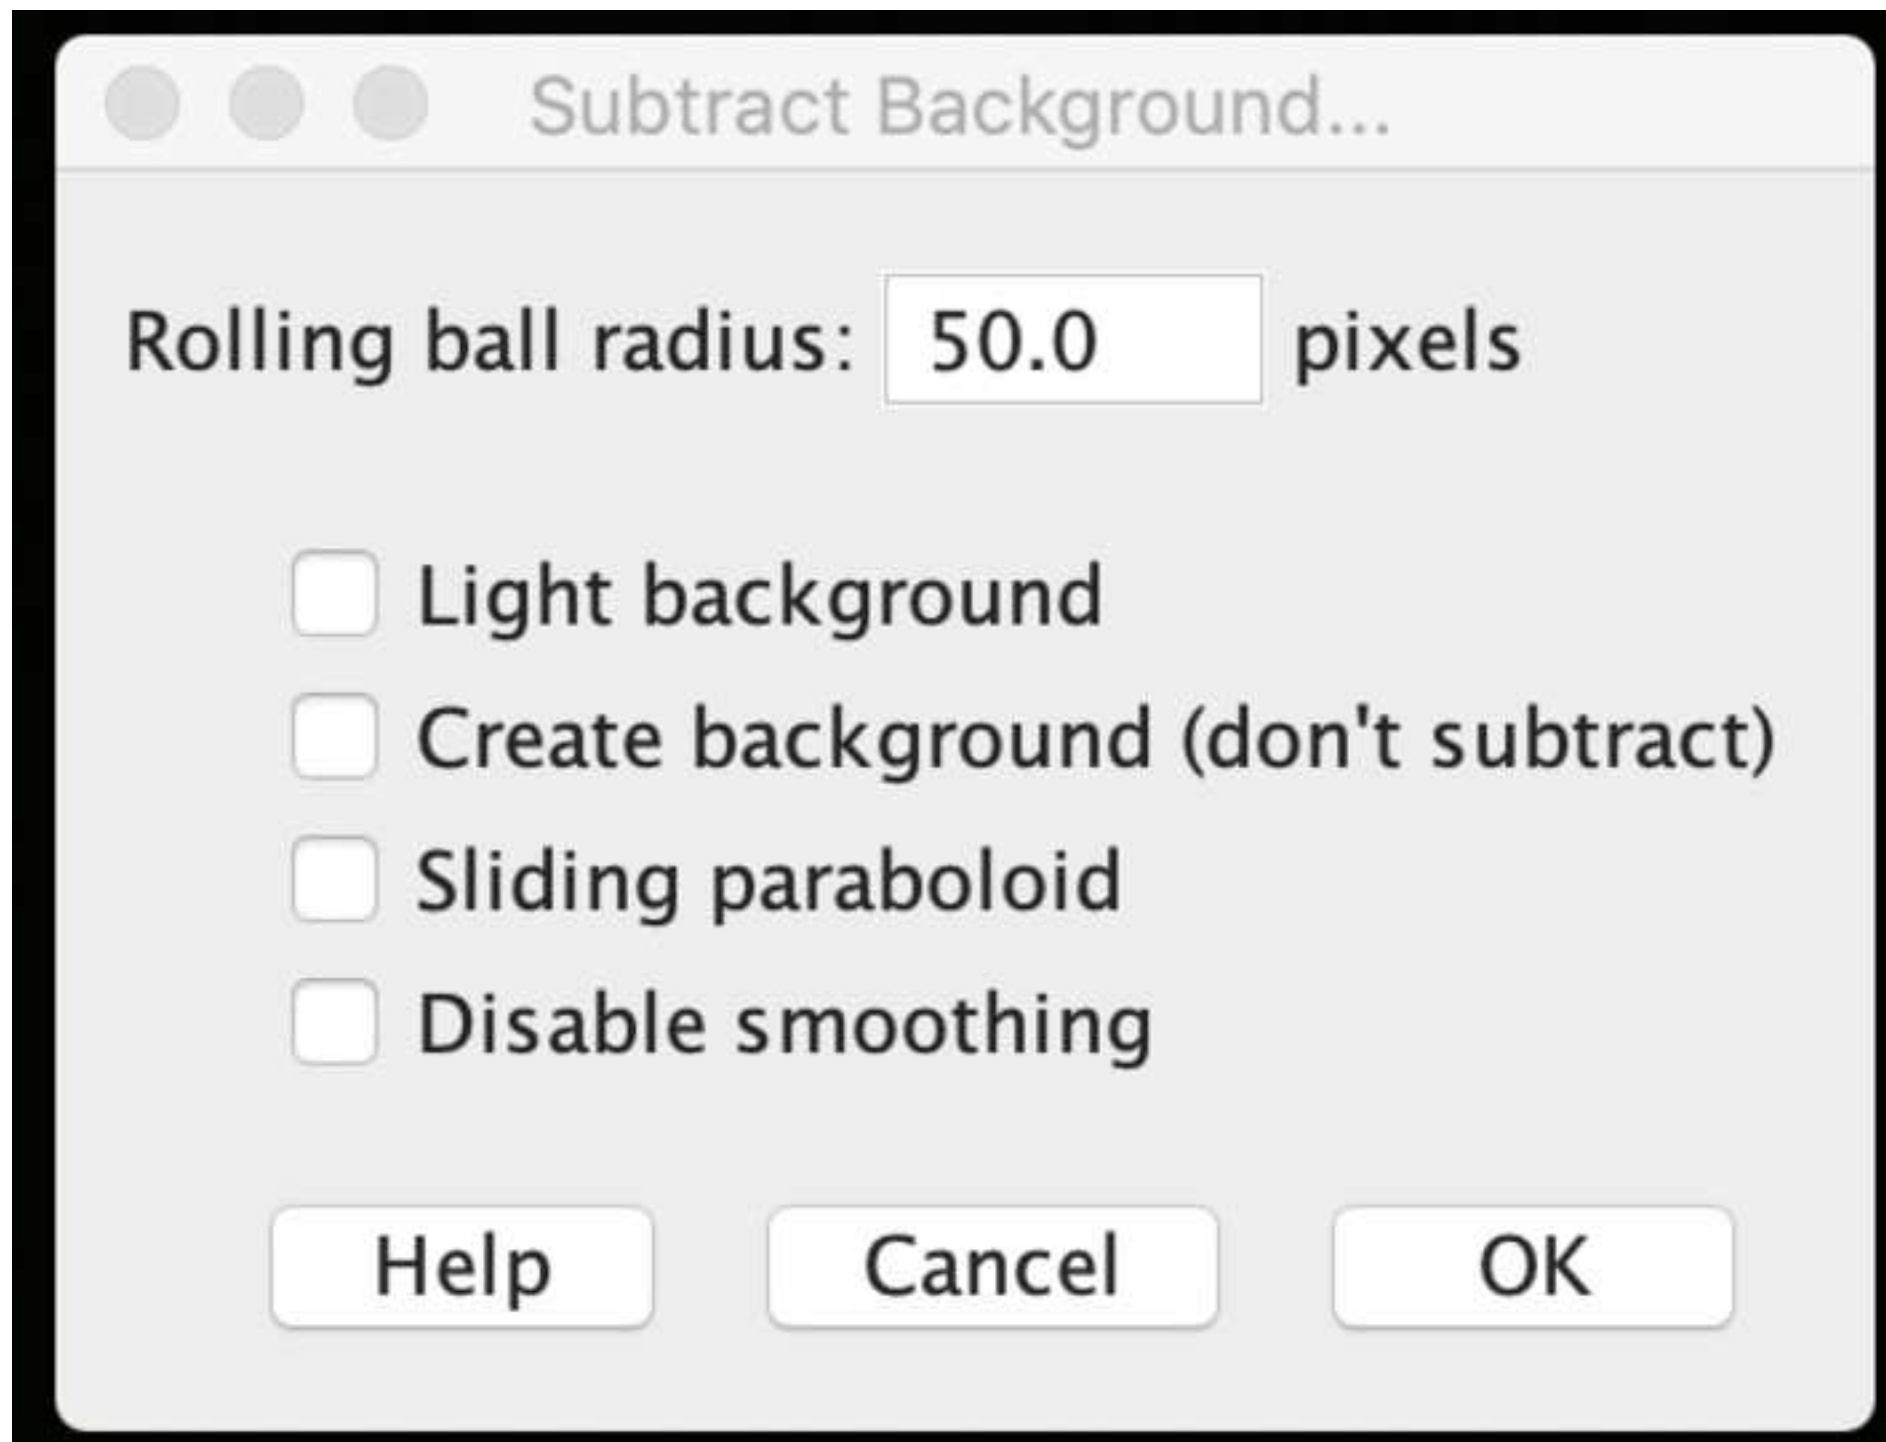 Subtract Background...
Rolling ball radius: 50.0 pixels
Light background
Create background (don't subtract)
Sliding paraboloid
Disable smoothing
Help Cancel OK